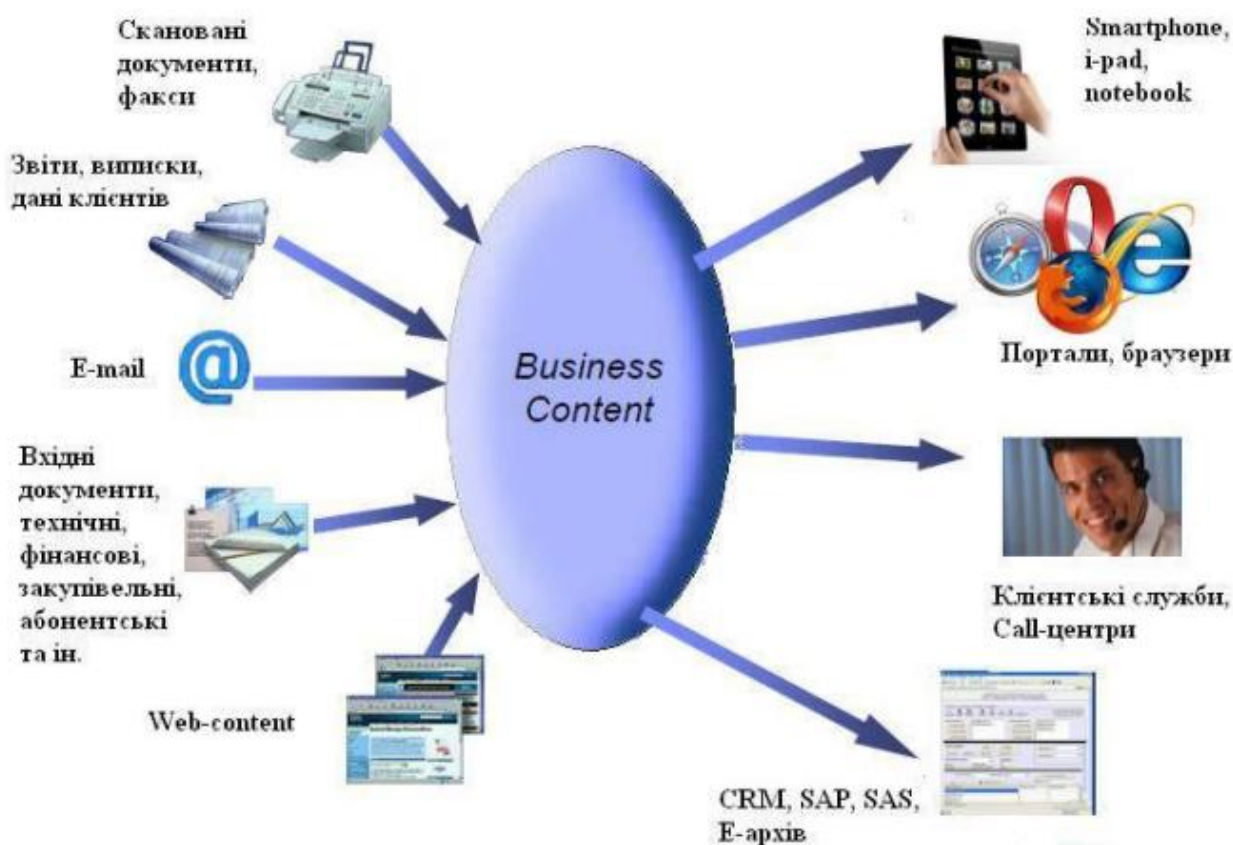 Скановані
документи,
факси
Звіти, виписки,
дані клієнтів
E-mail
Вхідні
документи,
технічні,
фінансові,
закупівельні,
абонентські
та ін.
Web-content
Business
Content
Smartphone,
i-pad,
notebook
Портали, браузери
Клієнтські служби,
Call-центри
CRM, SAP, SAS,
E-архів